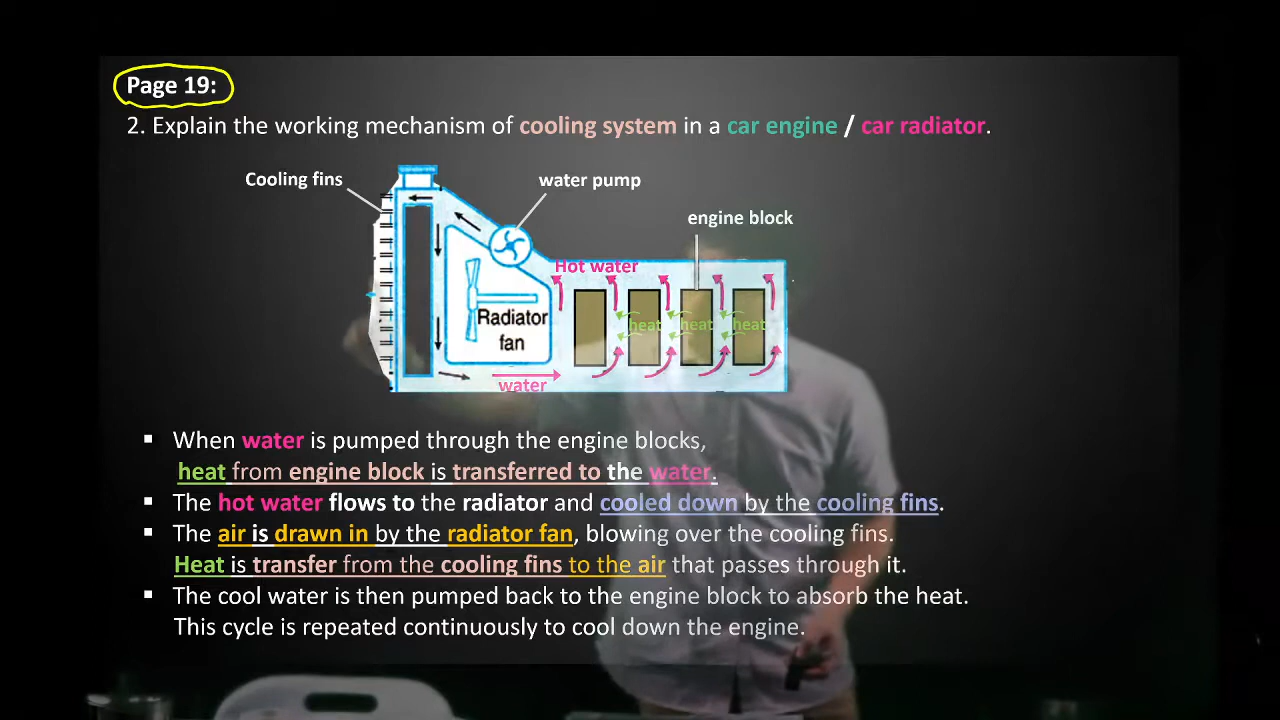 Page 19:
2. Explain the working mechanism of cooling system in a car engine / car radiator.
Cooling fins
water pump
engine block
Hot water
heat heat heat
Radiator
fan
water
▪ When water is pumped through the engine blocks,
heat from engine block is transferred to the water.
▪ The hot water flows to the radiator and cooled down by the cooling fins.
▪ The air is drawn in by the radiator fan, blowing over the cooling fins.
Heat is transfer from the cooling fins to the air that passes through it.
▪ The cool water is then pumped back to the engine block to absorb the heat.
This cycle is repeated continuously to cool down the engine.